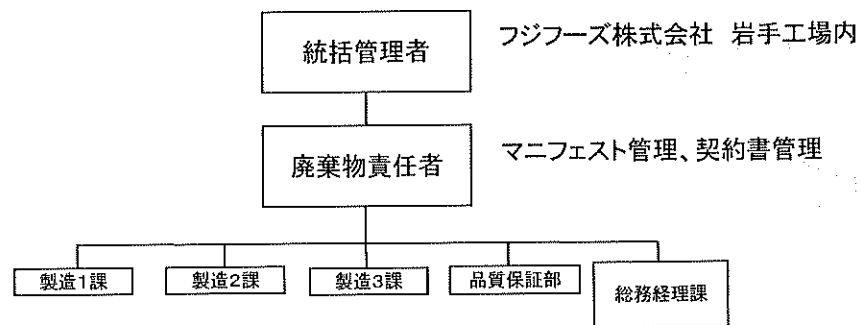 統括管理者
フジフーズ株式会社 岩手工場内
廃棄物責任者
マニフェスト管理、契約書管理
製造1課
製造2課
製造3課
品質保証部
総務経理課